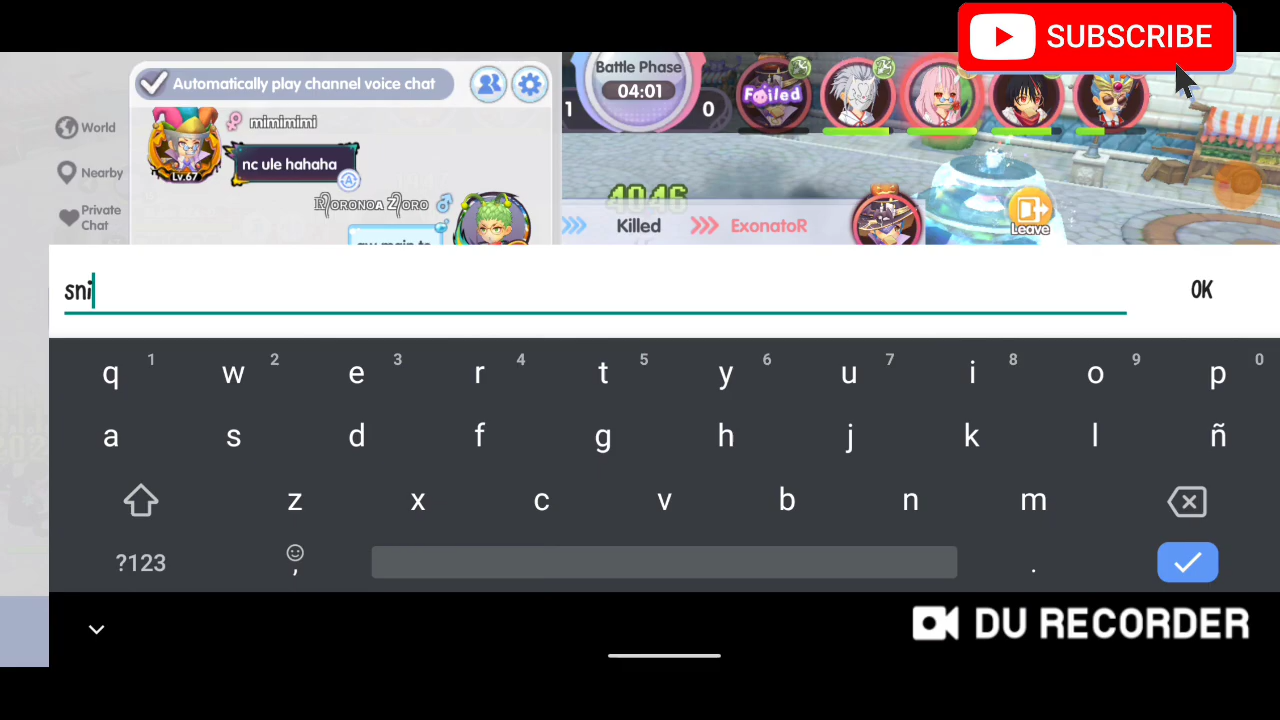 SUBSCRIBE
Automatically play channel voice chat
World
Nearby
Private
Chat
mimimimi
Lv.67
nc ule hahaha
Roronoa Zoro
Battle Phase
04:01
1
0
Failed
4046
Killed
ExonatoR
Leave
sni
OK
q 1 w 2 e 3 r 4 t 5 y 6 u 7 i 8 o 9 p 0
a s d f g h j k l ñ
z x c v b n m
?123 , .
DU RECORDER